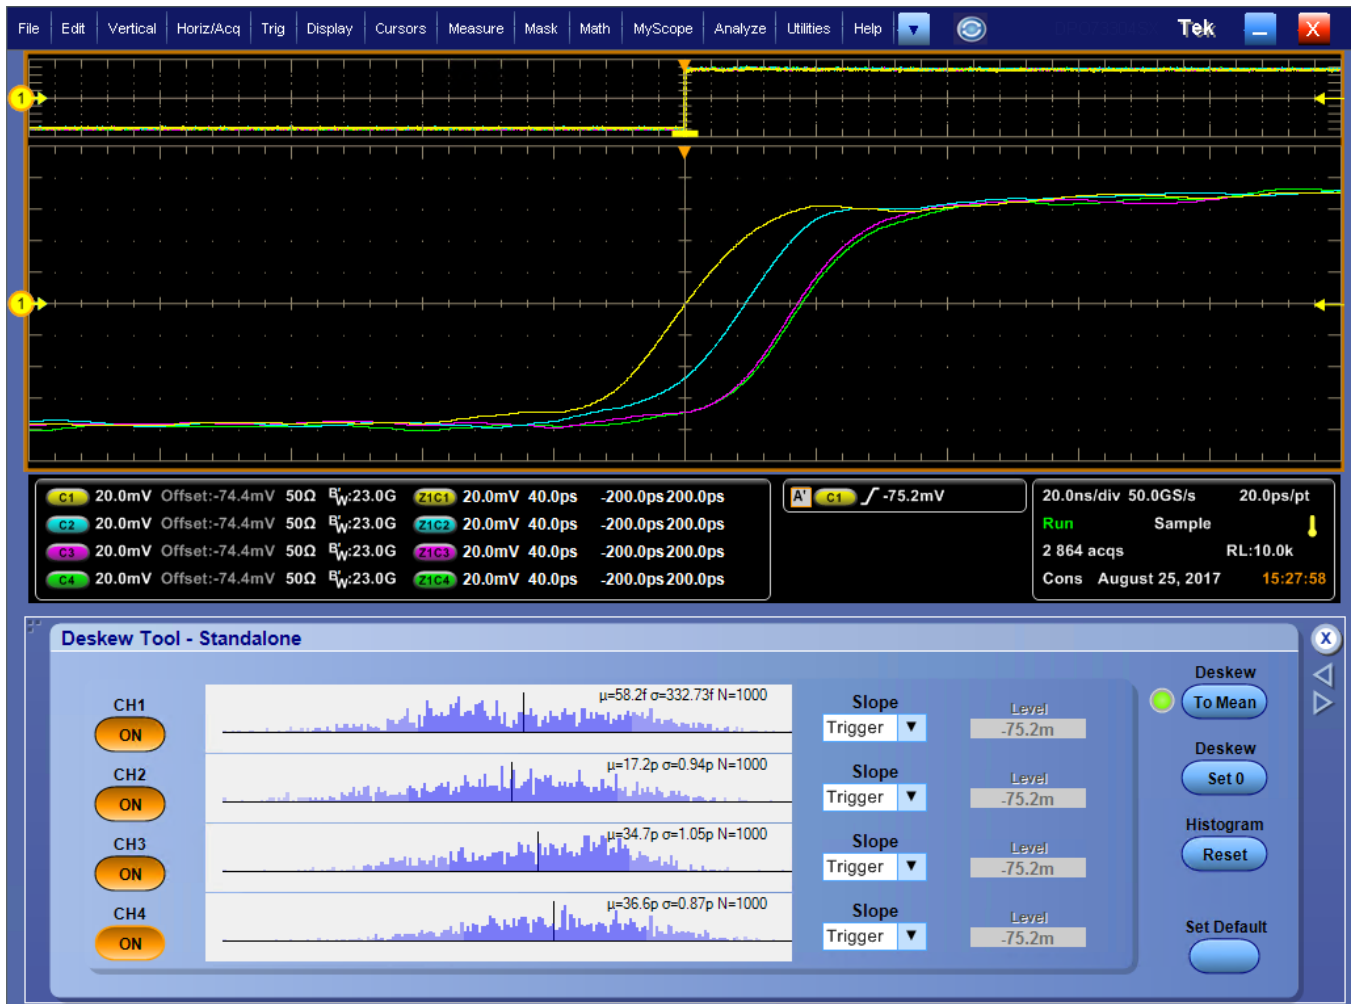 File Edit Vertical Horiz/Acq Trig Display Cursors Measure Mask Math MyScope Analyze Utilities Help Tek X
1
1
C1 20.0mV Offset:-74.4mV 50Ω BW:23.0G Z1C1 20.0mV 40.0ps -200.0ps 200.0ps A' C1 -75.2mV 20.0ns/div 50.0GS/s 20.0ps/pt
C2 20.0mV Offset:-74.4mV 50Ω BW:23.0G Z1C2 20.0mV 40.0ps -200.0ps 200.0ps Run Sample
C3 20.0mV Offset:-74.4mV 50Ω BW:23.0G Z1C3 20.0mV 40.0ps -200.0ps 200.0ps 2 864 acqs RL:10.0k
C4 20.0mV Offset:-74.4mV 50Ω BW:23.0G Z1C4 20.0mV 40.0ps -200.0ps 200.0ps Cons August 25, 2017 15:27:58
Deskew Tool - Standalone X
Deskew
To Mean
CH1 μ=58.2f σ=332.73f N=1000 Slope Level
ON Trigger -75.2m
Deskew
Set 0
CH2 μ=17.2p σ=0.94p N=1000 Slope Level
ON Trigger -75.2m
Histogram
Reset
CH3 μ=34.7p σ=1.05p N=1000 Slope Level
ON Trigger -75.2m
CH4 μ=36.6p σ=0.87p N=1000 Slope Level
ON Trigger -75.2m
Set Default